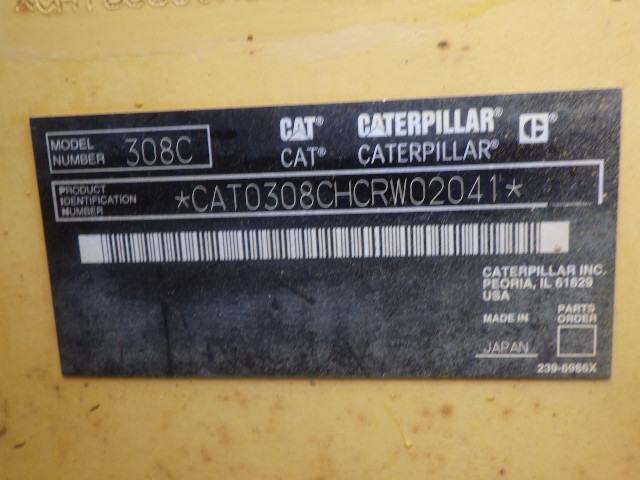 MODEL NUMBER 308C
CAT® CATERPILLAR® CE
CAT® CATERPILLAR®
PRODUCT IDENTIFICATION NUMBER *CAT0308CHCRW02041*
CATERPILLAR INC.
PEORIA, IL 61629
USA
MADE IN JAPAN
PARTS ORDER
239-6986X